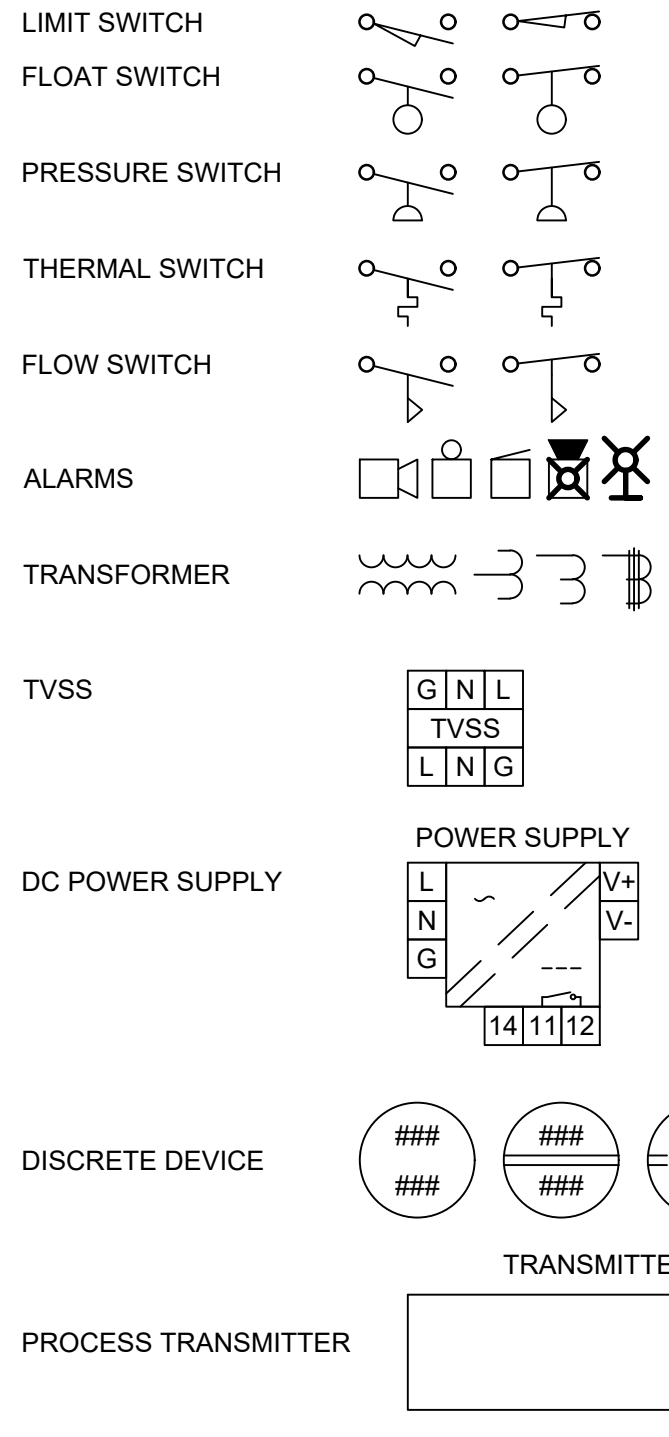 LIMIT SWITCH
FLOAT SWITCH
PRESSURE SWITCH
THERMAL SWITCH
FLOW SWITCH
ALARMS
TRANSFORMER
TVSS
G N L
TVSS
L N G
POWER SUPPLY
DC POWER SUPPLY
L V+
N V-
G
14 11 12
DISCRETE DEVICE
### ###
### ###
TRANSMITTE
PROCESS TRANSMITTER